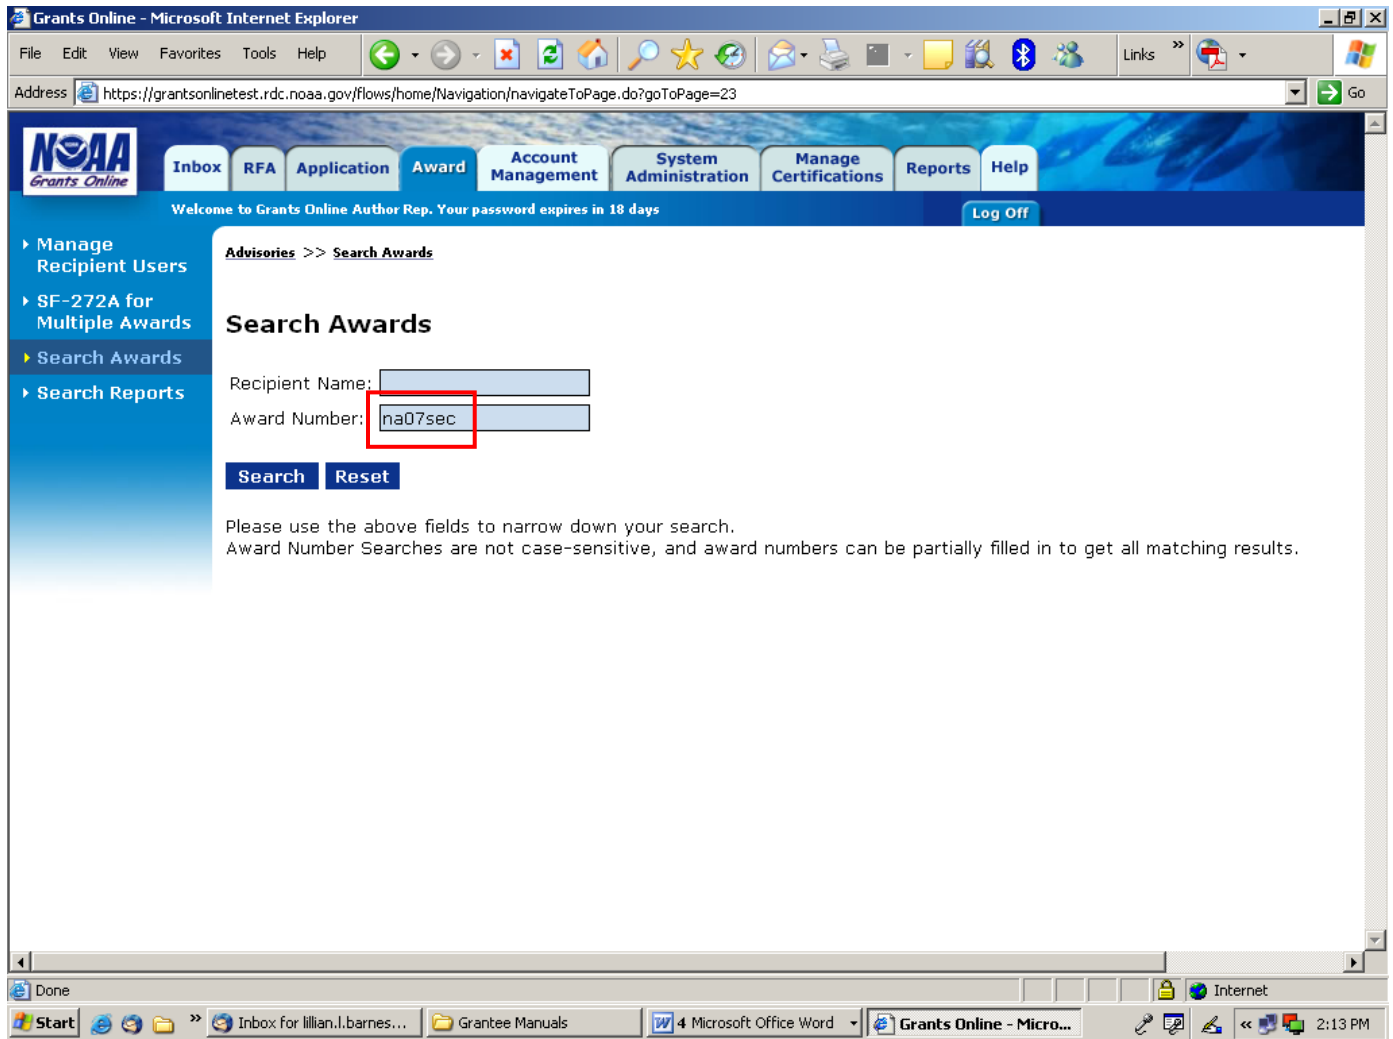 Grants Online - Microsoft Internet Explorer
File Edit View Favorites Tools Help
Links »
Address https://grantsonlinetest.rdc.noaa.gov/flows/home/Navigation/navigateToPage.do?goToPage=23 Go
NOAA
Grants Online
Inbox RFA Application Award Account Management System Administration Manage Certifications Reports Help
Welcome to Grants Online Author Rep. Your password expires in 18 days
Log Off
Manage
Recipient Users
SF-272A for
Multiple Awards
Search Awards
Search Reports
Advisories >> Search Awards
Search Awards
Recipient Name:
Award Number: na07sec
Search Reset
Please use the above fields to narrow down your search.
Award Number Searches are not case-sensitive, and award numbers can be partially filled in to get all matching results.
Done
Internet
Start » Inbox for lillian.l.barnes... Grantee Manuals 4 Microsoft Office Word Grants Online - Micro... « 2:13 PM